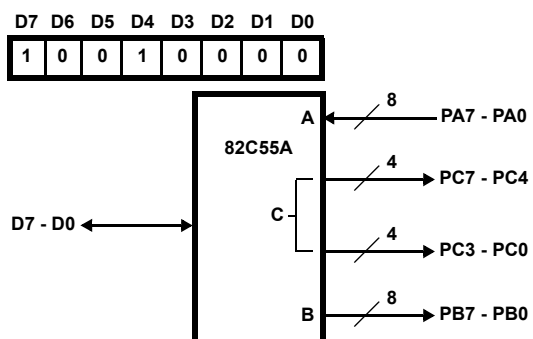 D7 D6 D5 D4 D3 D2 D1 D0
1 0 0 1 0 0 0 0
8
A PA7 - PA0
82C55A
4
PC7 - PC4
C
D7 - D0
4
PC3 - PC0
8
B PB7 - PB0